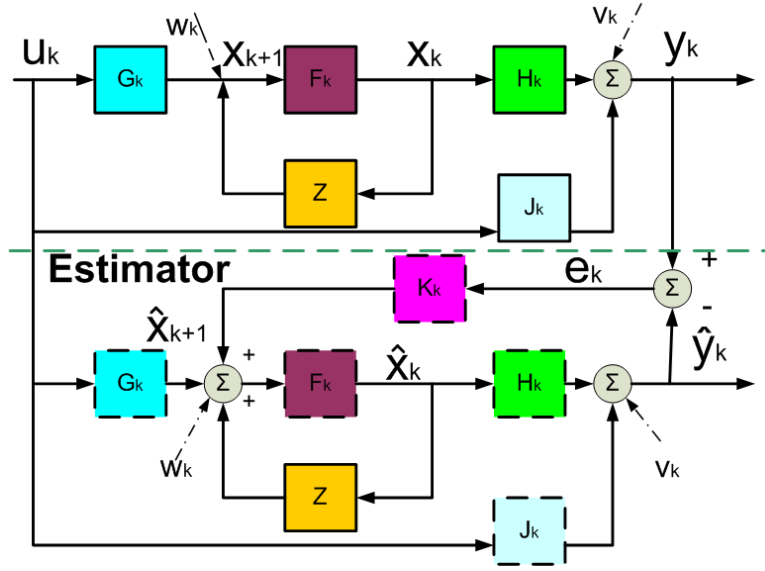 wₖ
vₖ
uₖ
xₖ₊₁
xₖ
yₖ
Gₖ
Fₖ
Hₖ
Σ
Z
Jₖ
Estimator
Kₖ
eₖ
Σ
+
-
x̂ₖ₊₁
x̂ₖ
ŷₖ
+
Gₖ
Σ
Fₖ
Hₖ
Σ
+
wₖ
vₖ
Z
Jₖ